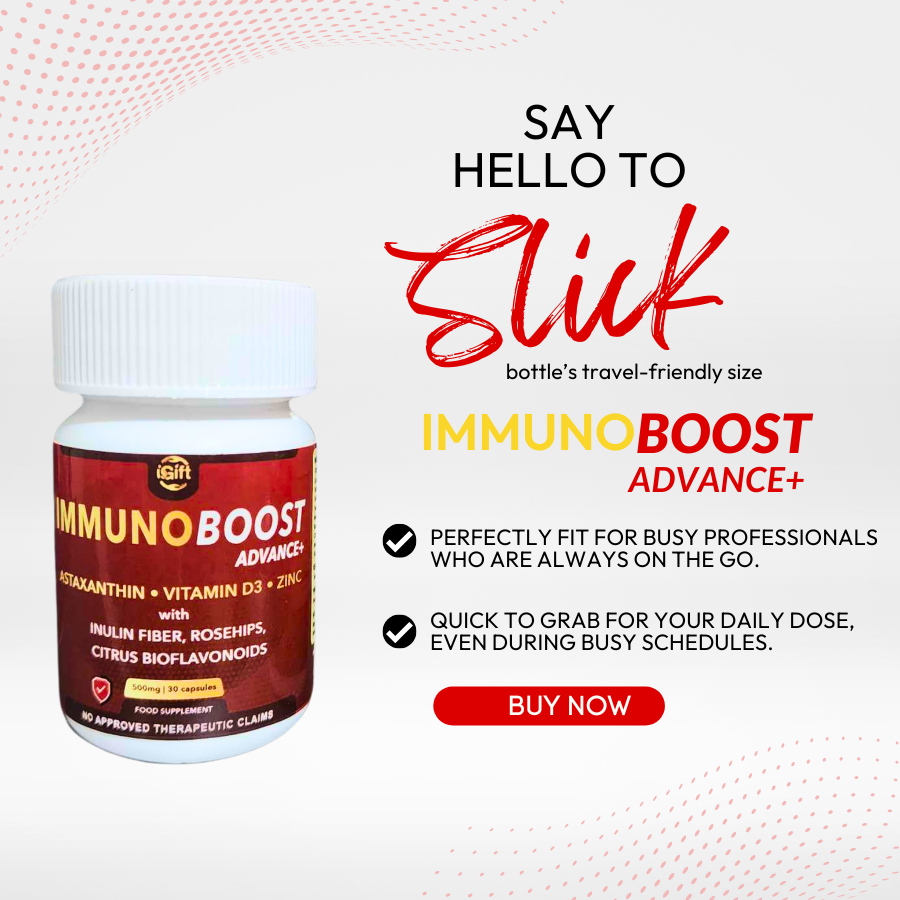 SAY
HELLO TO
Slick
bottle's travel-friendly size
IMMUNOBOOST
ADVANCE+
PERFECTLY FIT FOR BUSY PROFESSIONALS
WHO ARE ALWAYS ON THE GO.
QUICK TO GRAB FOR YOUR DAILY DOSE,
EVEN DURING BUSY SCHEDULES.
BUY NOW
iGift
IMMUNOBOOST
ADVANCE+
ASTAXANTHIN • VITAMIN D3 • ZINC
with
INULIN FIBER, ROSEHIPS,
CITRUS BIOFLAVONOIDS
500mg | 30 capsules
FOOD SUPPLEMENT
NO APPROVED THERAPEUTIC CLAIMS